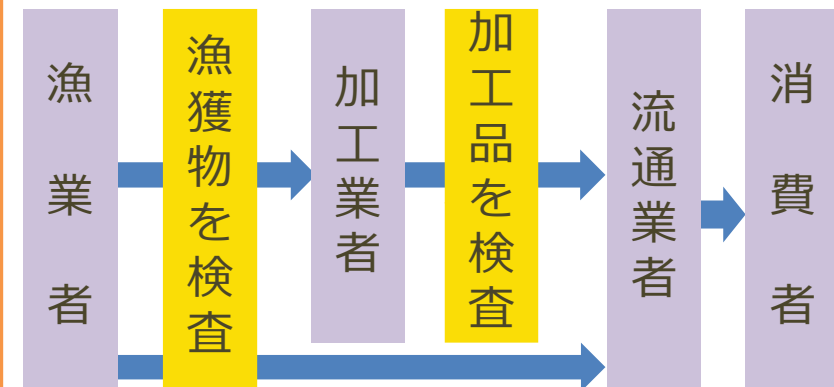 漁業者
漁獲物を検査
加工業者
加工品を検査
流通業者
消費者